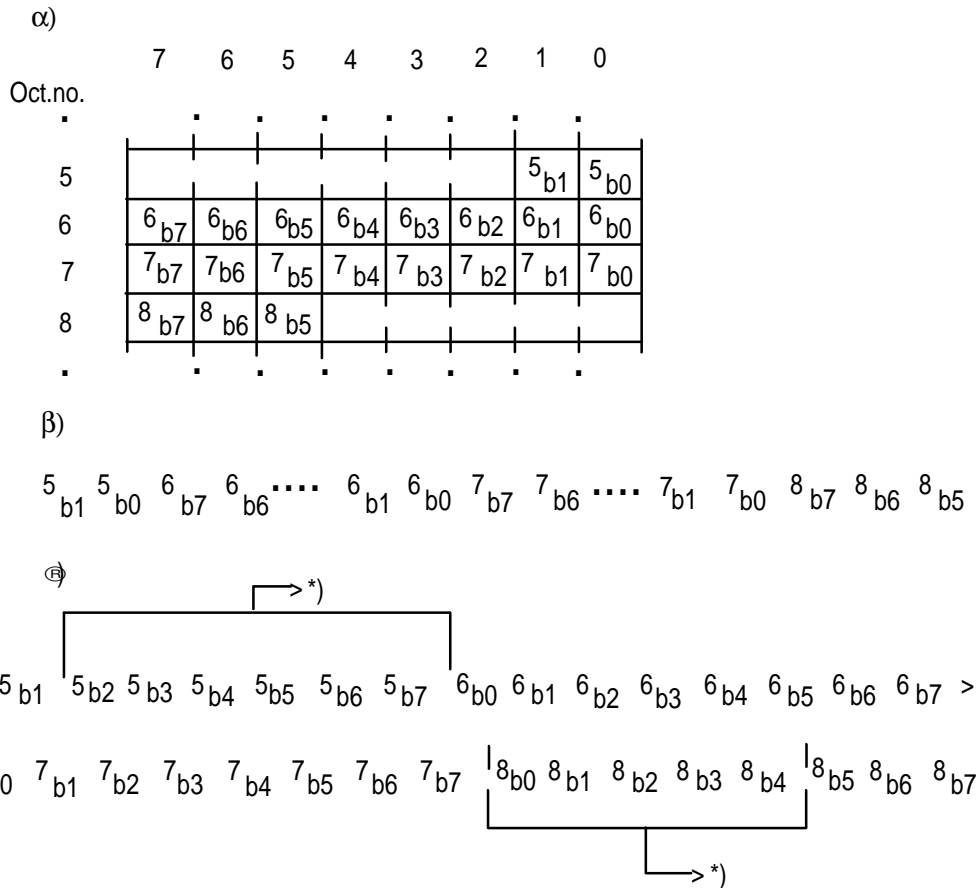 α)
7 6 5 4 3 2 1 0
Oct.no.
. . . . . . . .
5 5b1 5b0
6 6b7 6b6 6b5 6b4 6b3 6b2 6b1 6b0
7 7b7 7b6 7b5 7b4 7b3 7b2 7b1 7b0
8 8b7 8b6 8b5
. . . . . . . .
β)
5b1 5b0 6b7 6b6 .... 6b1 6b0 7b7 7b6 .... 7b1 7b0 8b7 8b6 8b5
®)
> *)
5b1 5b2 5b3 5b4 5b5 5b6 5b7 6b0 6b1 6b2 6b3 6b4 6b5 6b6 6b7 >
0 7b1 7b2 7b3 7b4 7b5 7b6 7b7 8b0 8b1 8b2 8b3 8b4 8b5 8b6 8b7
> *)